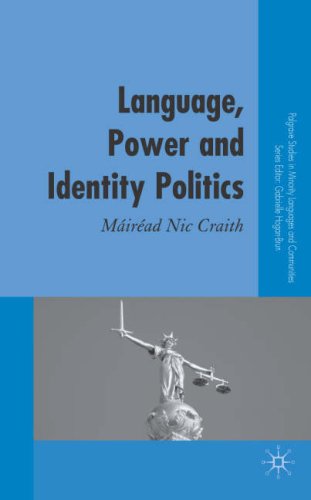 Language,
Power and
Identity Politics
Máiréad Nic Craith
Palgrave Studies in Minority Languages and Communities
Series Editor: Gabrielle Hogan-Brun